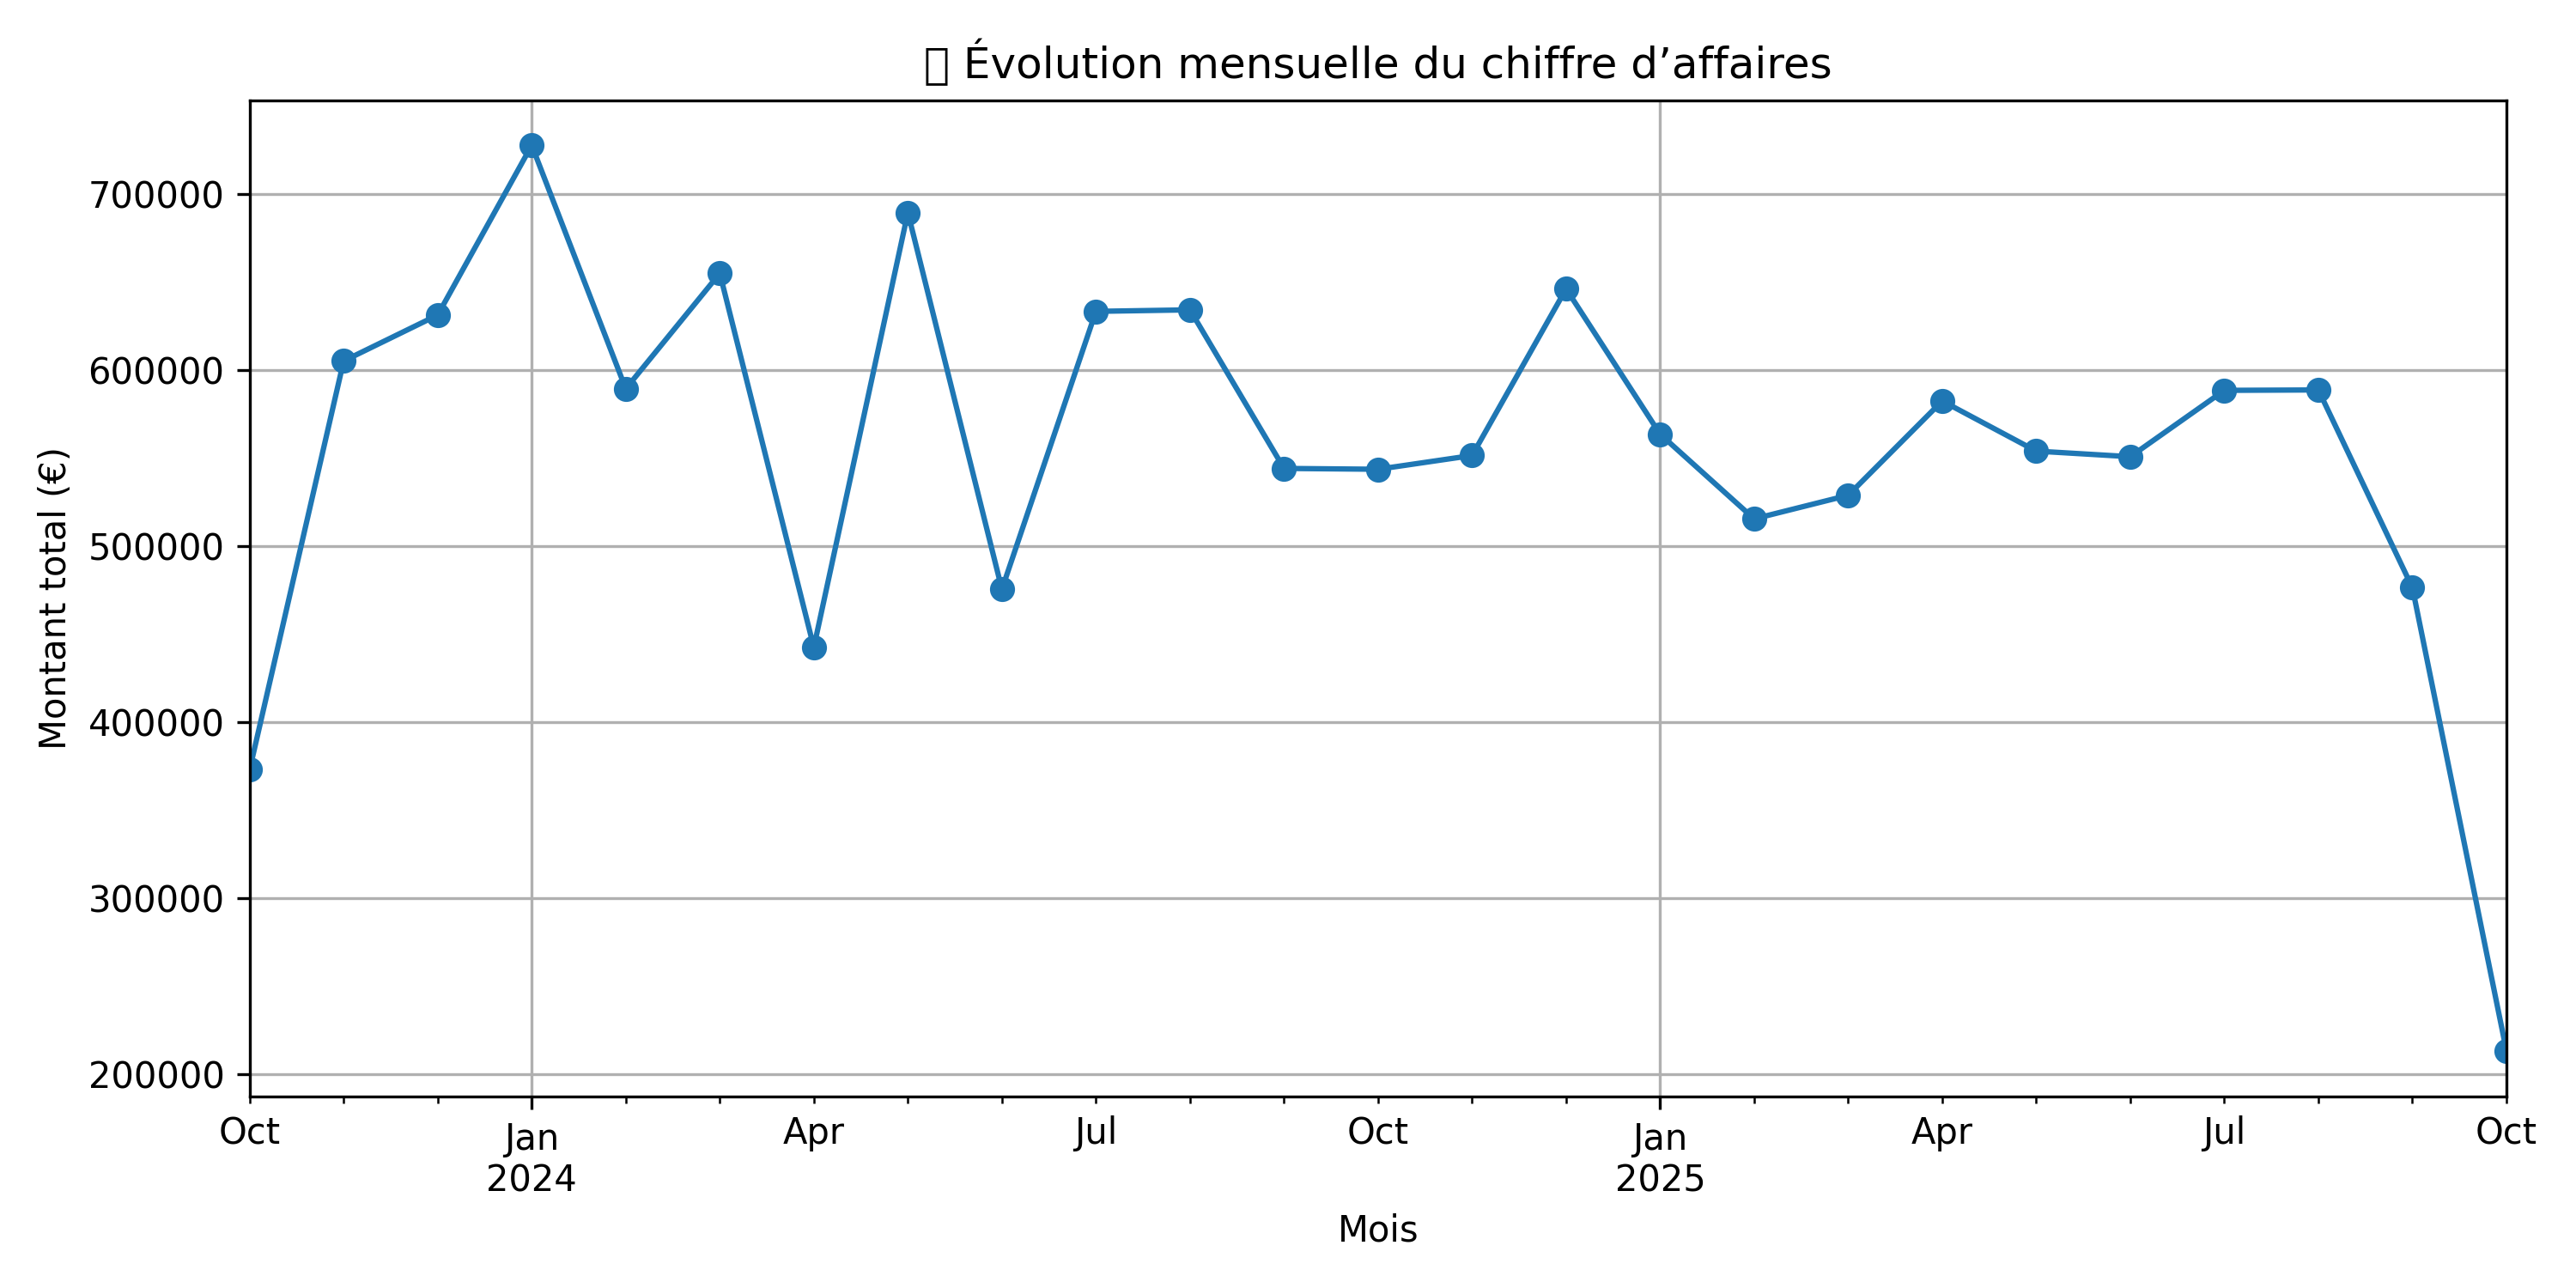 Évolution mensuelle du chiffre d’affaires
Montant total (€)
700000
600000
500000
400000
300000
200000
Oct
Jan
2024
Apr
Jul
Oct
Jan
2025
Apr
Jul
Oct
Mois